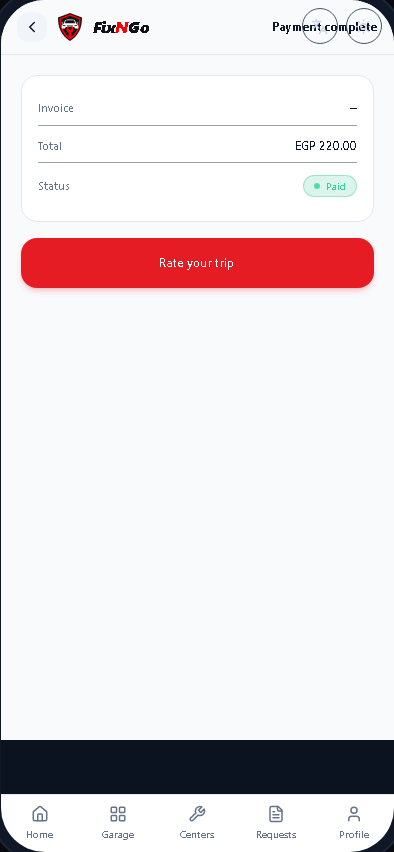 FixNGo
Payment complete
Invoice –
Total EGP 220.00
Status Paid
Rate your trip
Home Garage Centers Requests Profile